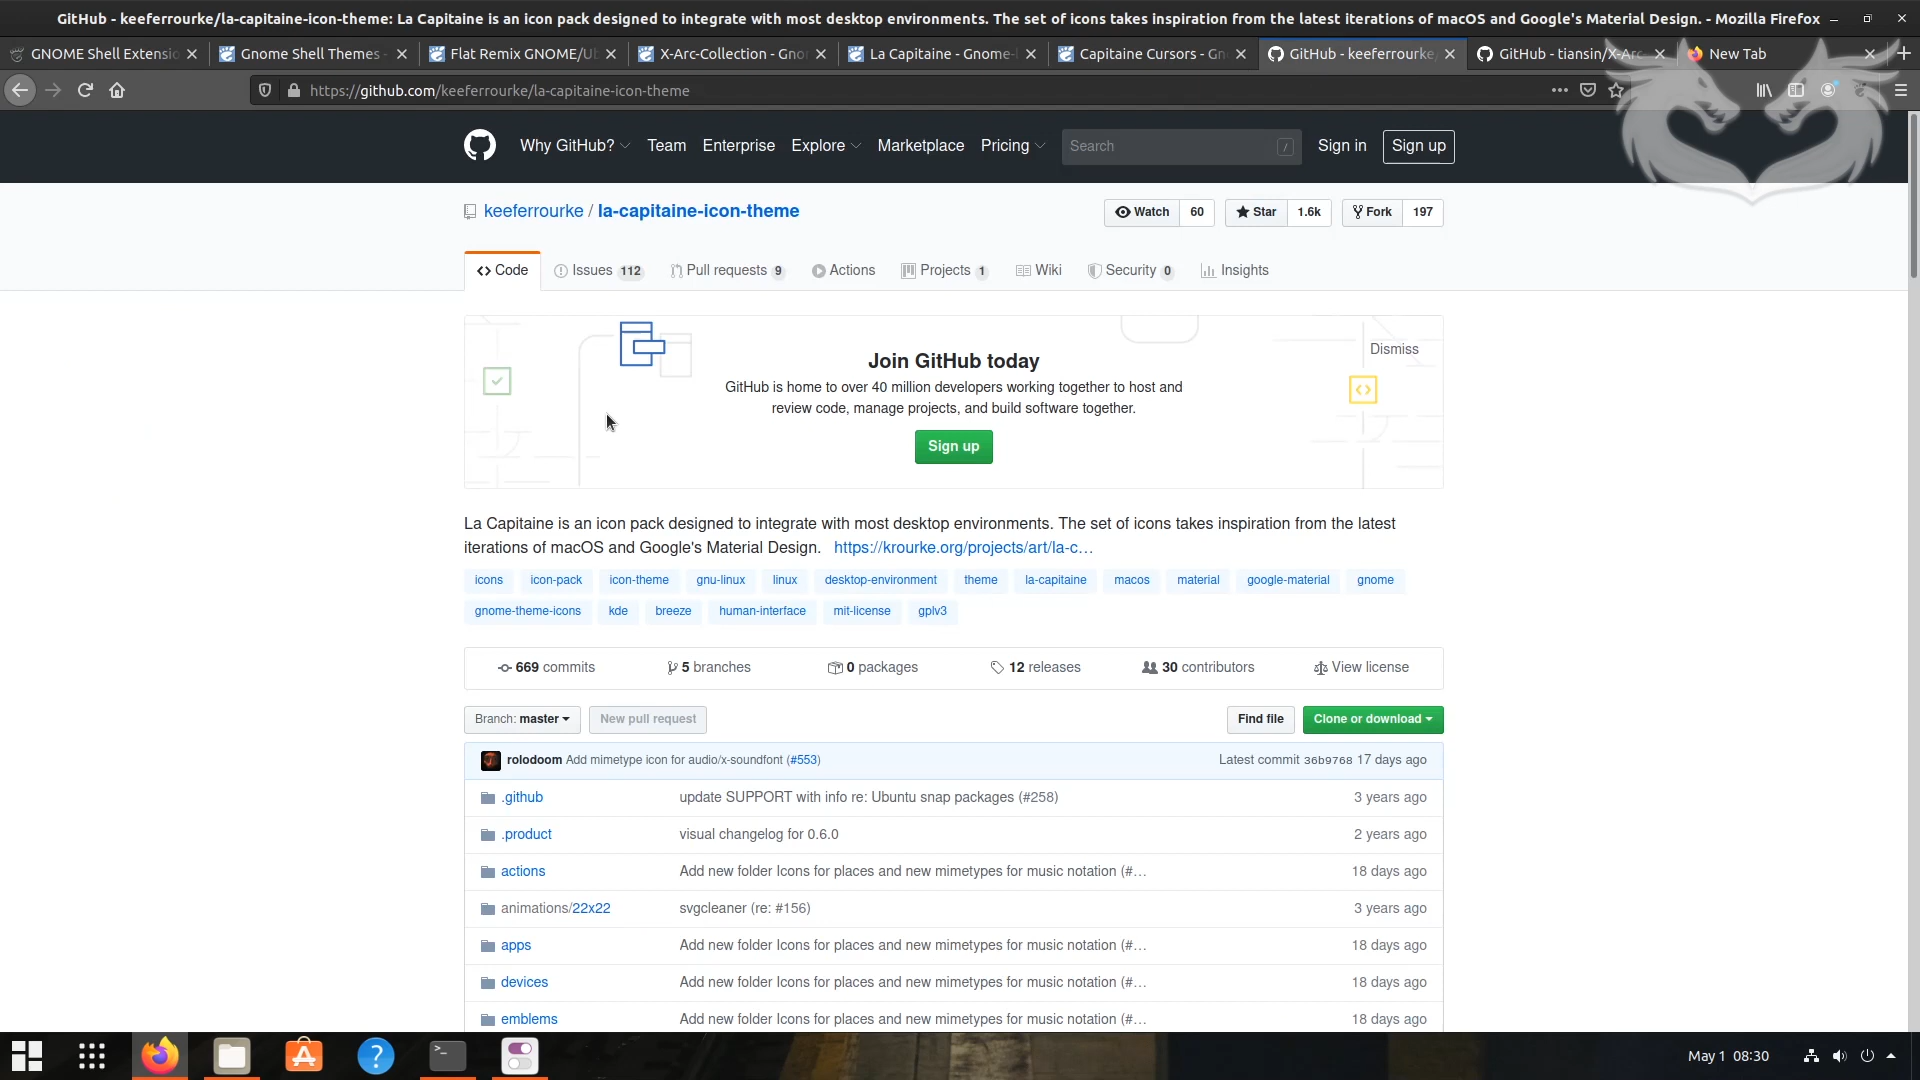 GitHub - keeferrourke/la-capitaine-icon-theme: La Capitaine is an icon pack designed to integrate with most desktop environments. The set of icons takes inspiration from the latest iterations of macOS and Google's Material Design. - Mozilla Firefox
GNOME Shell Extensio
Gnome Shell Themes -
Flat Remix GNOME/Ub
X-Arc-Collection - Gno
La Capitaine - Gnome-
Capitaine Cursors - Gn
GitHub - keeferrourke/
GitHub - tiansin/X-Arc
New Tab
https://github.com/keeferrourke/la-capitaine-icon-theme
Why GitHub?
Team
Enterprise
Explore
Marketplace
Pricing
Search
/
Sign in
Sign up
keeferrourke / la-capitaine-icon-theme
Watch 60
Star 1.6k
Fork 197
Code
Issues 112
Pull requests 9
Actions
Projects 1
Wiki
Security 0
Insights
Dismiss
Join GitHub today
GitHub is home to over 40 million developers working together to host and
review code, manage projects, and build software together.
Sign up
La Capitaine is an icon pack designed to integrate with most desktop environments. The set of icons takes inspiration from the latest
iterations of macOS and Google's Material Design. https://krourke.org/projects/art/la-c…
icons icon-pack icon-theme gnu-linux linux desktop-environment theme la-capitaine macos material google-material gnome
gnome-theme-icons kde breeze human-interface mit-license gplv3
669 commits
5 branches
0 packages
12 releases
30 contributors
View license
Branch: master
New pull request
Find file
Clone or download
rolodoom Add mimetype icon for audio/x-soundfont (#553) Latest commit 36b9768 17 days ago
.github update SUPPORT with info re: Ubuntu snap packages (#258) 3 years ago
.product visual changelog for 0.6.0 2 years ago
actions Add new folder Icons for places and new mimetypes for music notation (#… 18 days ago
animations/22x22 svgcleaner (re: #156) 3 years ago
apps Add new folder Icons for places and new mimetypes for music notation (#… 18 days ago
devices Add new folder Icons for places and new mimetypes for music notation (#… 18 days ago
emblems Add new folder Icons for places and new mimetypes for music notation (#… 18 days ago
May 1 08:30